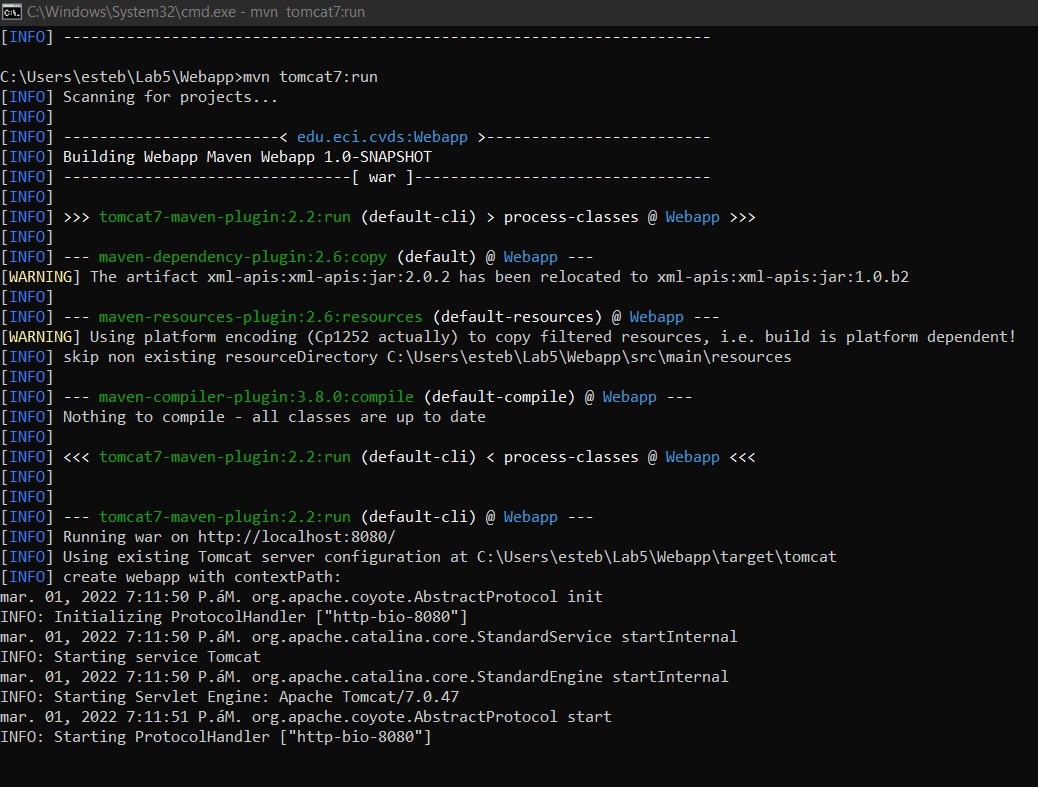 C:\Windows\System32\cmd.exe - mvn  tomcat7:run
[INFO] ------------------------------------------------------------------------
C:\Users\esteb\Lab5\Webapp>mvn tomcat7:run
[INFO] Scanning for projects...
[INFO]
[INFO] ------------------------< edu.eci.cvds:Webapp >-------------------------
[INFO] Building Webapp Maven Webapp 1.0-SNAPSHOT
[INFO] --------------------------------[ war ]---------------------------------
[INFO]
[INFO] >>> tomcat7-maven-plugin:2.2:run (default-cli) > process-classes @ Webapp >>>
[INFO]
[INFO] --- maven-dependency-plugin:2.6:copy (default) @ Webapp ---
[WARNING] The artifact xml-apis:xml-apis:jar:2.0.2 has been relocated to xml-apis:xml-apis:jar:1.0.b2
[INFO]
[INFO] --- maven-resources-plugin:2.6:resources (default-resources) @ Webapp ---
[WARNING] Using platform encoding (Cp1252 actually) to copy filtered resources, i.e. build is platform dependent!
[INFO] skip non existing resourceDirectory C:\Users\esteb\Lab5\Webapp\src\main\resources
[INFO]
[INFO] --- maven-compiler-plugin:3.8.0:compile (default-compile) @ Webapp ---
[INFO] Nothing to compile - all classes are up to date
[INFO]
[INFO] <<< tomcat7-maven-plugin:2.2:run (default-cli) < process-classes @ Webapp <<<
[INFO]
[INFO]
[INFO] --- tomcat7-maven-plugin:2.2:run (default-cli) @ Webapp ---
[INFO] Running war on http://localhost:8080/
[INFO] Using existing Tomcat server configuration at C:\Users\esteb\Lab5\Webapp\target\tomcat
[INFO] create webapp with contextPath:
mar. 01, 2022 7:11:50 P.áM. org.apache.coyote.AbstractProtocol init
INFO: Initializing ProtocolHandler ["http-bio-8080"]
mar. 01, 2022 7:11:50 P.áM. org.apache.catalina.core.StandardService startInternal
INFO: Starting service Tomcat
mar. 01, 2022 7:11:50 P.áM. org.apache.catalina.core.StandardEngine startInternal
INFO: Starting Servlet Engine: Apache Tomcat/7.0.47
mar. 01, 2022 7:11:51 P.áM. org.apache.coyote.AbstractProtocol start
INFO: Starting ProtocolHandler ["http-bio-8080"]